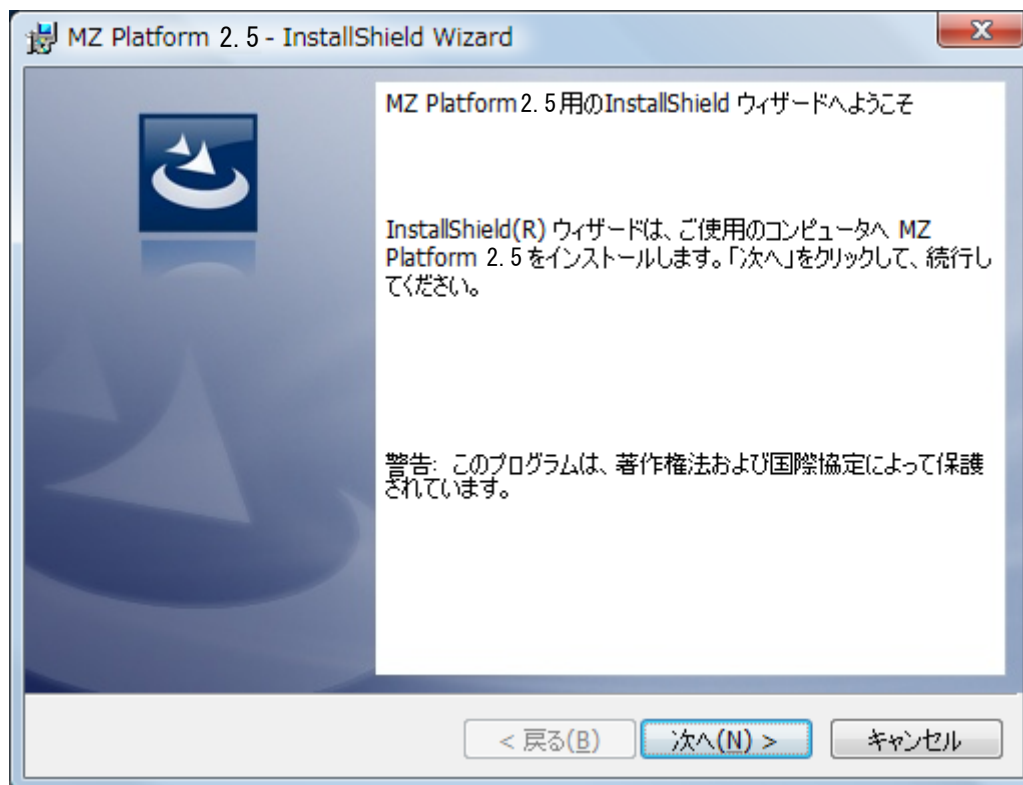 MZ Platform 2.5 - InstallShield Wizard
MZ Platform 2.5用のInstallShield ウィザードへようこそ
InstallShield(R) ウィザードは、ご使用のコンピュータへ MZ
Platform 2.5をインストールします。「次へ」をクリックして、続行し
てください。
警告: このプログラムは、著作権法および国際協定によって保護
されています。
< 戻る(B)
次へ(N) >
キャンセル